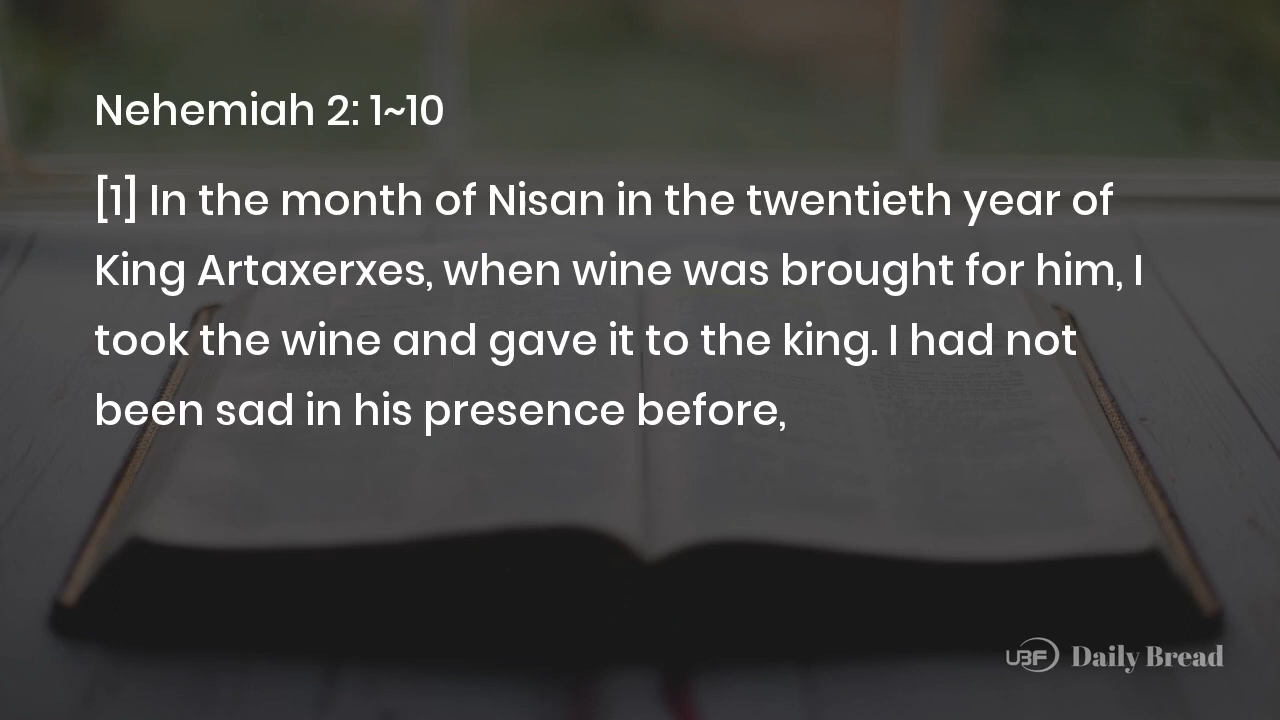 Nehemiah 2: 1~10
[1] In the month of Nisan in the twentieth year of
King Artaxerxes, when wine was brought for him, I
took the wine and gave it to the king. I had not
been sad in his presence before,
UBF Daily Bread